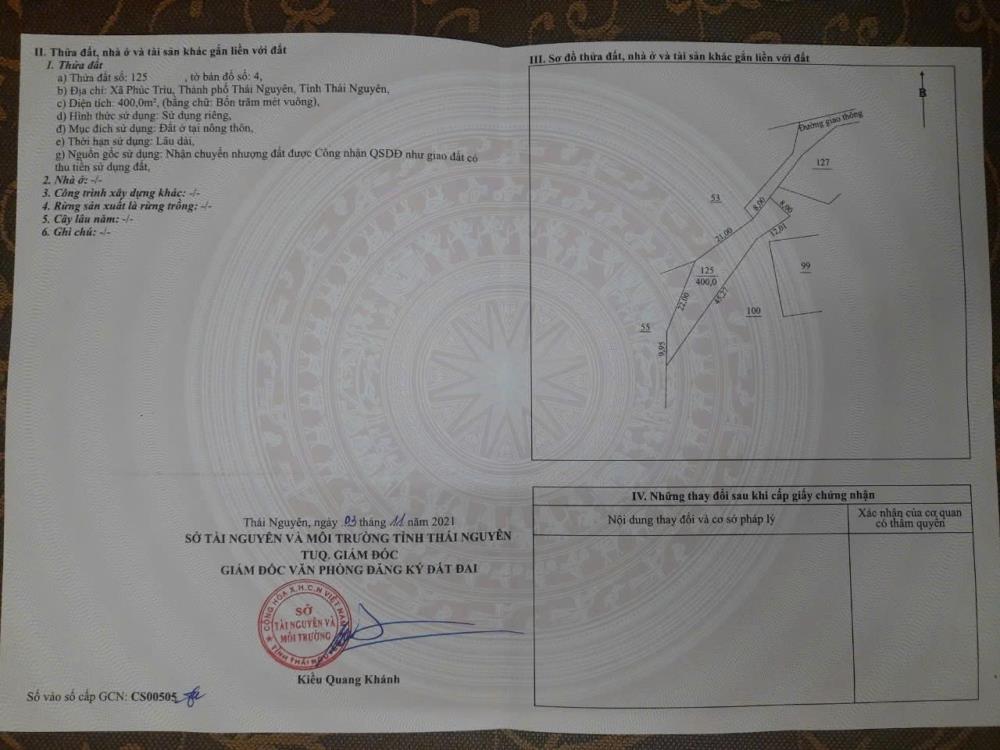 II. Thửa đất, nhà ở và tài sản khác gắn liền với đất
1. Thửa đất
a) Thửa đất số: 125 , tờ bản đồ số: 4,
b) Địa chỉ: Xã Phúc Trìu, Thành phố Thái Nguyên, Tỉnh Thái Nguyên,
c) Diện tích: 400,0m², (bằng chữ: Bốn trăm mét vuông),
d) Hình thức sử dụng: Sử dụng riêng,
đ) Mục đích sử dụng: Đất ở tại nông thôn,
e) Thời hạn sử dụng: Lâu dài,
g) Nguồn gốc sử dụng: Nhận chuyển nhượng đất được Công nhận QSDĐ như giao đất có
thu tiền sử dụng đất,
2. Nhà ở: -/-
3. Công trình xây dựng khác: -/-
4. Rừng sản xuất là rừng trồng: -/-
5. Cây lâu năm: -/-
6. Ghi chú: -/-
Thái Nguyên, ngày 03 tháng 11 năm 2021
SỞ TÀI NGUYÊN VÀ MÔI TRƯỜNG TỈNH THÁI NGUYÊN
TUQ. GIÁM ĐỐC
GIÁM ĐỐC VĂN PHÒNG ĐĂNG KÝ ĐẤT ĐAI
CỘNG HÒA X.H.C.N VIỆT NAM
SỞ
TÀI NGUYÊN VÀ
MÔI TRƯỜNG
TỈNH THÁI NGUYÊN
Kiều Quang Khánh
Số vào sổ cấp GCN: CS00505
III. Sơ đồ thửa đất, nhà ở và tài sản khác gắn liền với đất
B
Đường giao thông
127
53
8,00
8,00
21,00
12,01
99
125
400,0
22,00
45,27
100
55
9,95
IV. Những thay đổi sau khi cấp giấy chứng nhận
Nội dung thay đổi và cơ sở pháp lý
Xác nhận của cơ quan
có thẩm quyền